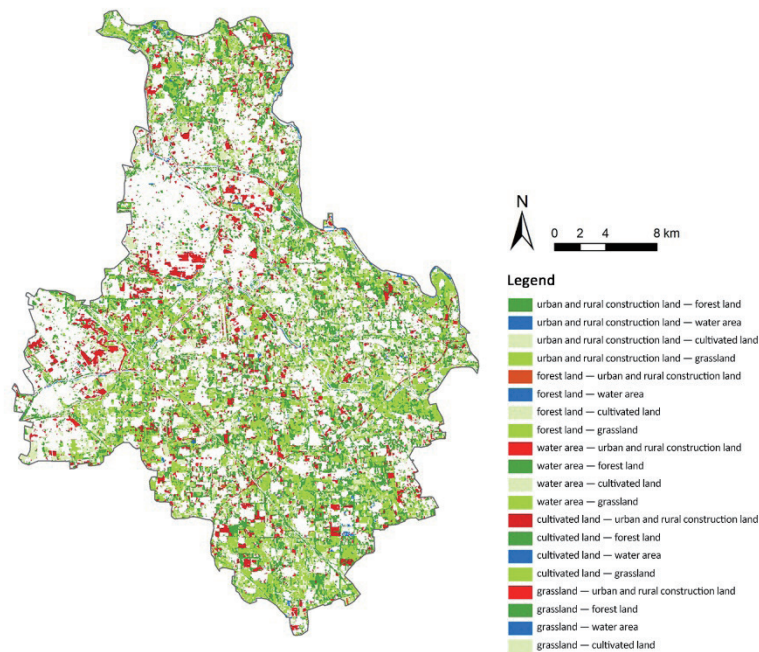 N
0 2 4 8 km
Legend
urban and rural construction land — forest land
urban and rural construction land — water area
urban and rural construction land — cultivated land
urban and rural construction land — grassland
forest land — urban and rural construction land
forest land — water area
forest land — cultivated land
forest land — grassland
water area — urban and rural construction land
water area — forest land
water area — cultivated land
water area — grassland
cultivated land — urban and rural construction land
cultivated land — forest land
cultivated land — water area
cultivated land — grassland
grassland — urban and rural construction land
grassland — forest land
grassland — water area
grassland — cultivated land